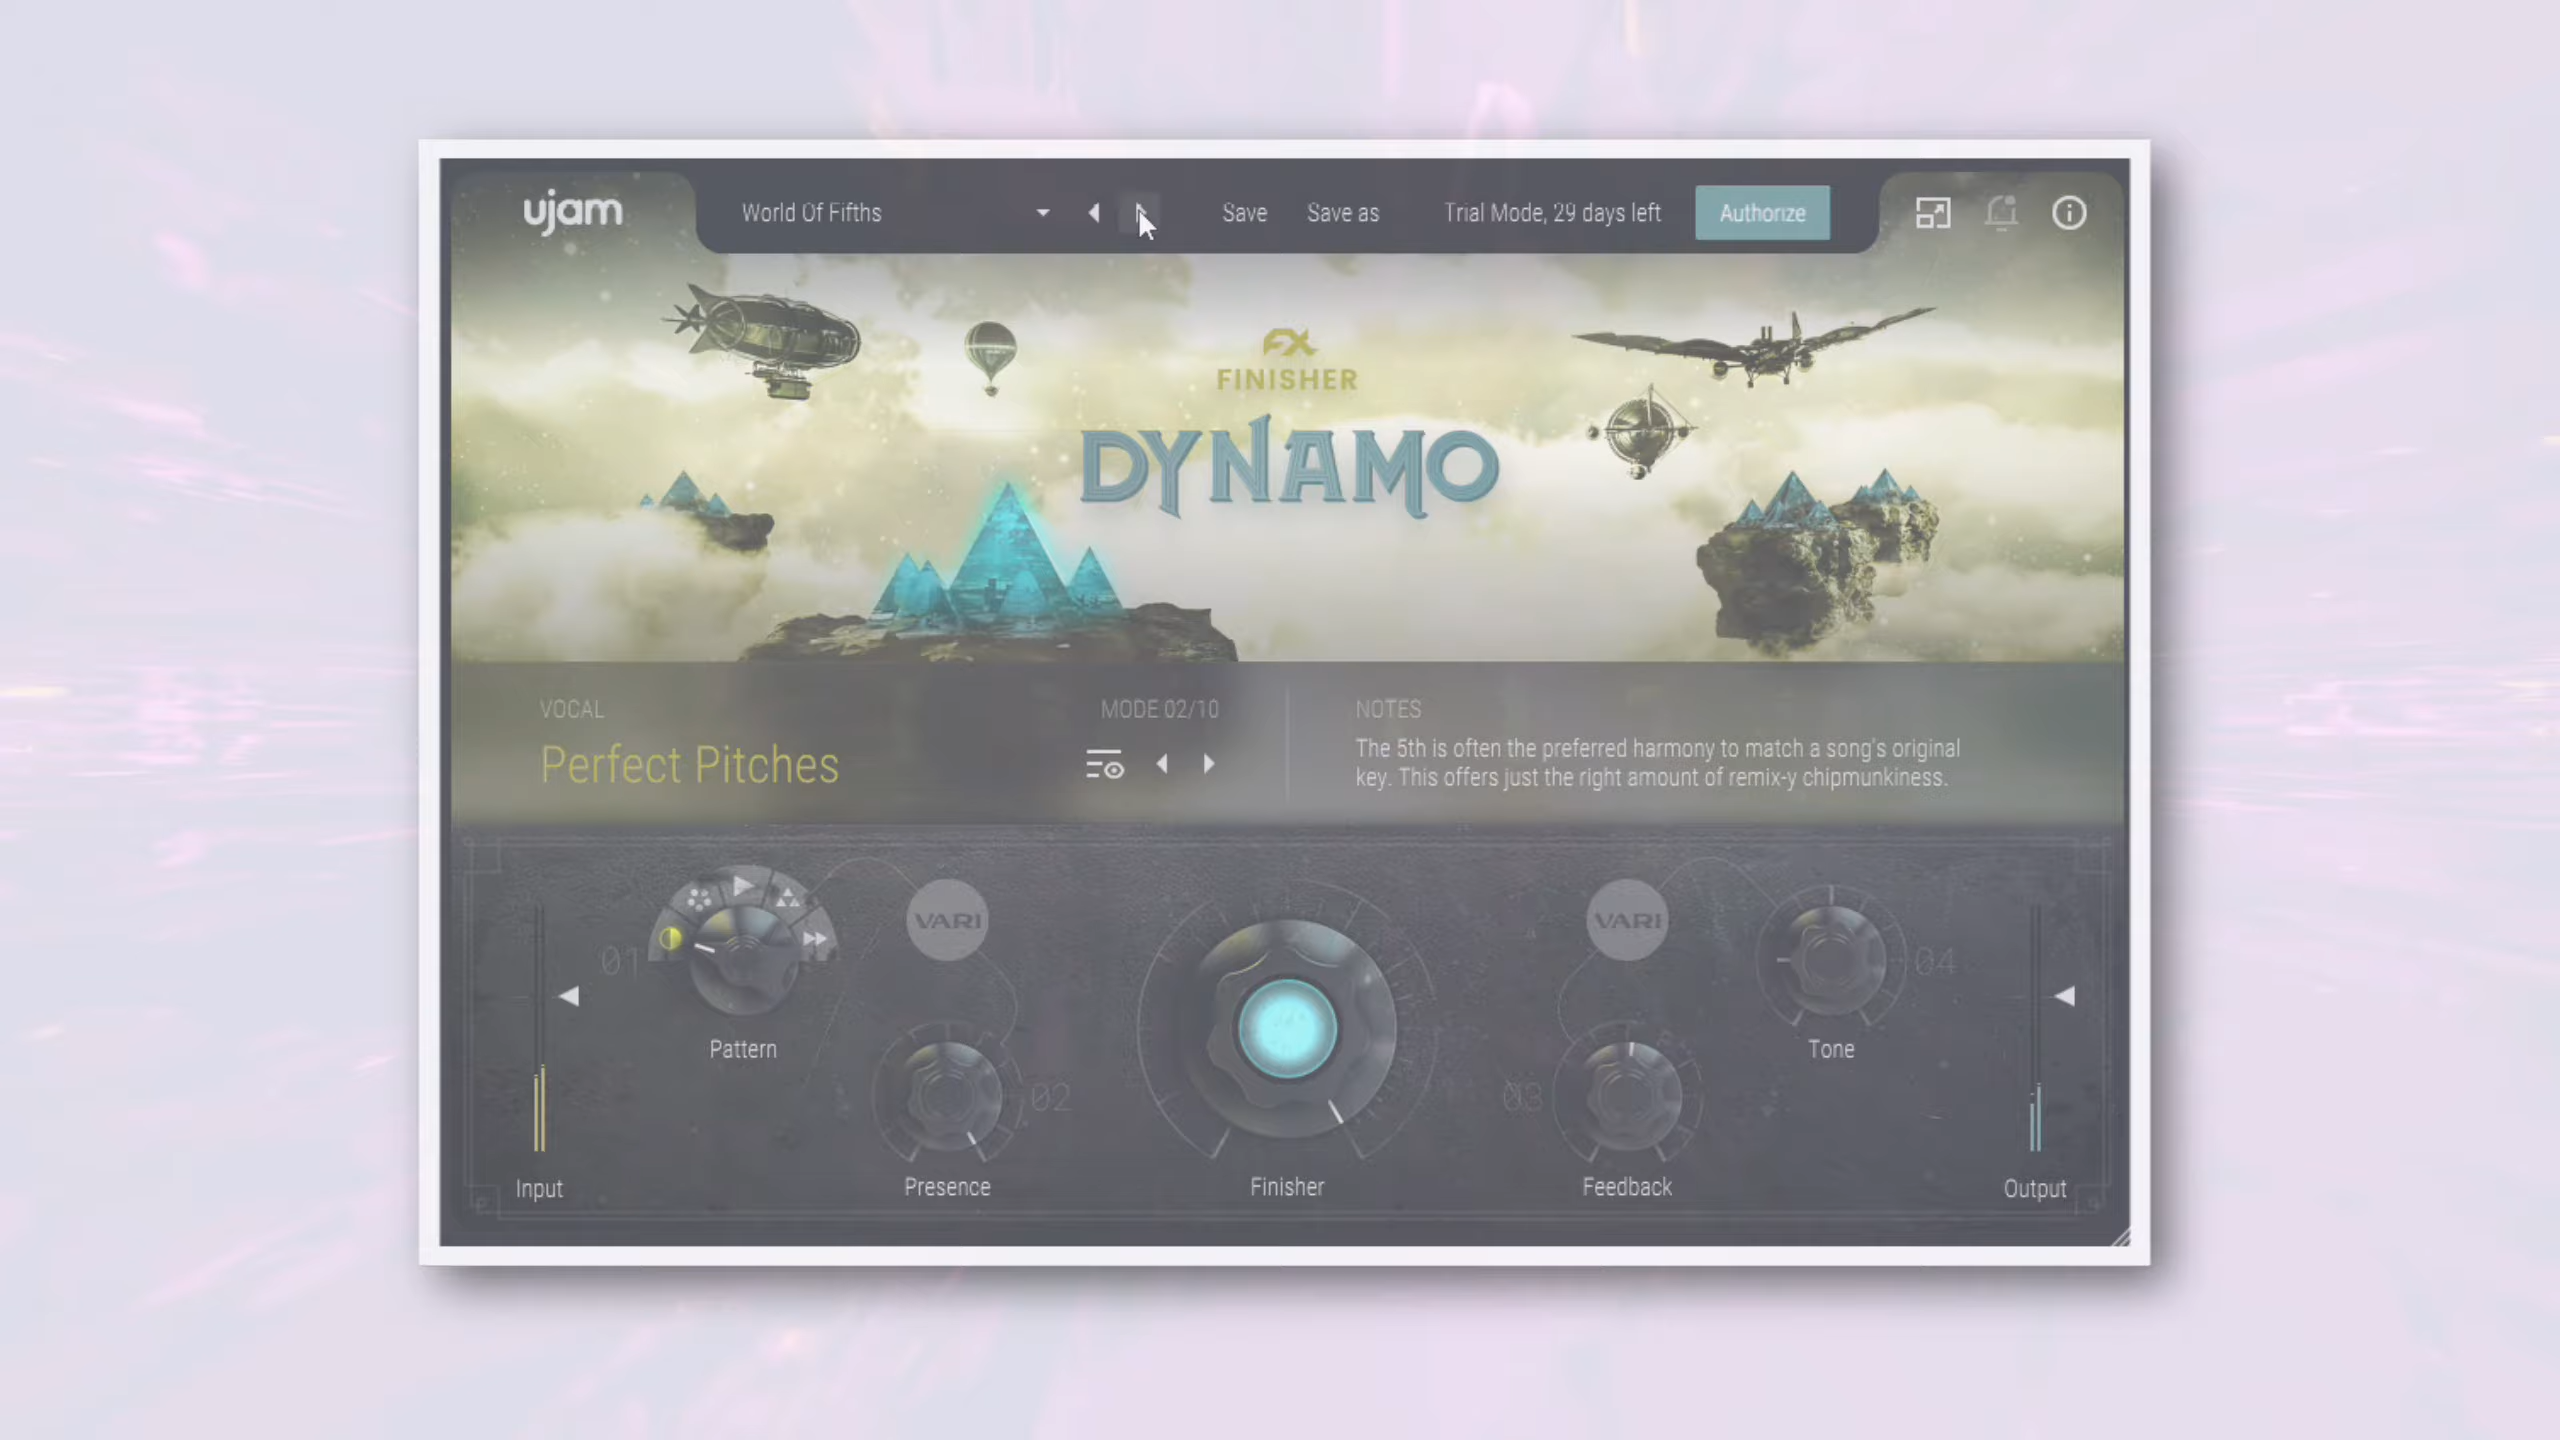 ujam
World Of Fifths
Save
Save as
Trial Mode, 29 days left
Authorize
FX
FINISHER
DYNAMO
VOCAL
MODE 02/10
NOTES
Perfect Pitches
The 5th is often the preferred harmony to match a song's original
key. This offers just the right amount of remix-y chipmunkiness.
01
VARI
VARI
04
Pattern
Tone
02
03
Input
Presence
Finisher
Feedback
Output